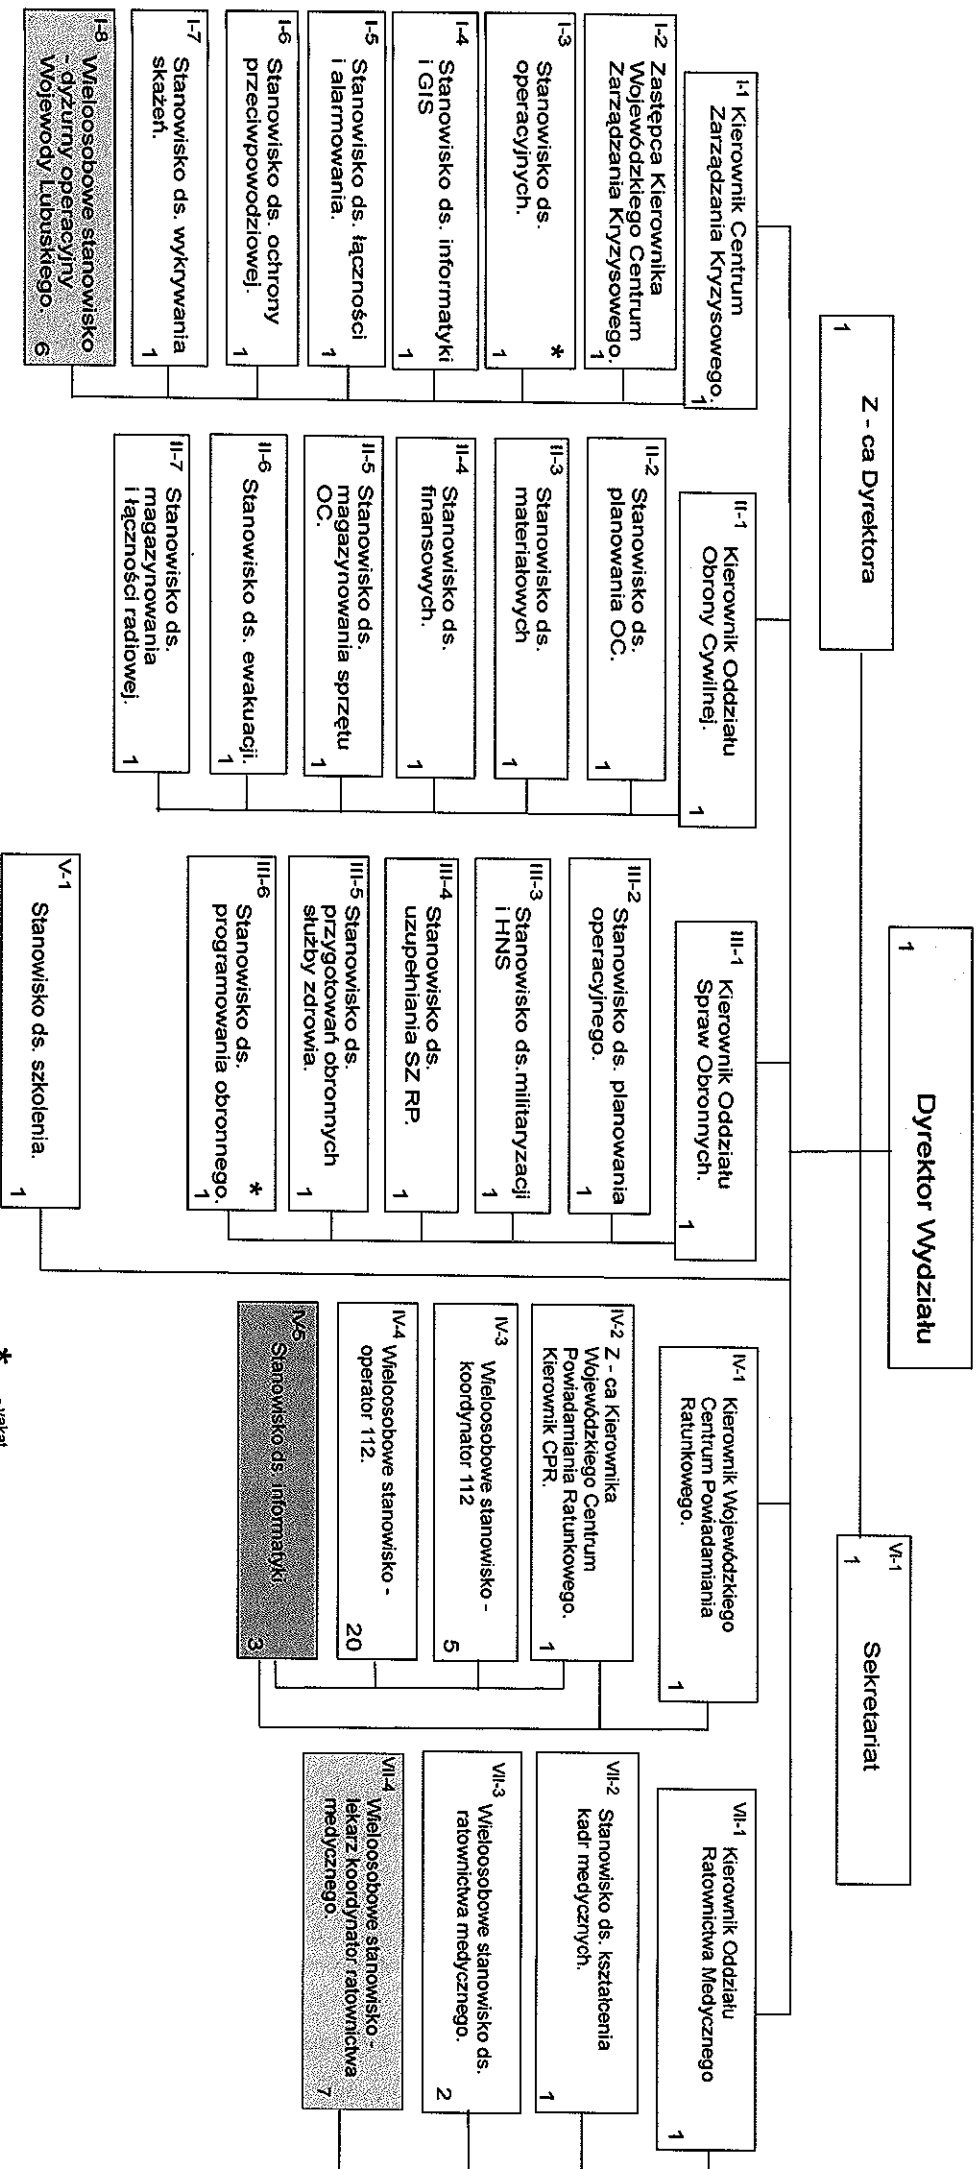 Dyrektor Wydziału
1
Z - ca Dyrektora
1
VI-1
Sekretariat
1
I-1 Kierownik Centrum
Zarządzania Kryzysowego.
1
I-2 Zastępca Kierownika
Wojewódzkiego Centrum
Zarządzania Kryzysowego.
1
I-3
Stanowisko ds.
operacyjnych.
*
1
I-4
Stanowisko ds. informatyki
i GIS
1
I-5
Stanowisko ds. łączności
i alarmowania.
1
I-6
Stanowisko ds. ochrony
przeciwpowodziowej.
1
I-7
Stanowisko ds. wykrywania
skażeń.
1
I-8
Wieloosobowe stanowisko
- dyżurny operacyjny
Wojewody Lubuskiego.
6
II-1
Kierownik Oddziału
Obrony Cywilnej.
1
I-2
Stanowisko ds.
planowania OC.
1
II-3
Stanowisko ds.
materiałowych
1
II-4
Stanowisko ds.
finansowych.
1
II-5
Stanowisko ds.
magazynowania sprzętu
OC.
1
II-6
Stanowisko ds. ewakuacji.
1
II-7
Stanowisko ds.
magazynowania
i łączności radiowej.
1
III-1
Kierownik Oddziału
Spraw Obronnych.
1
III-2
Stanowisko ds. planowania
operacyjnego.
1
III-3
Stanowisko ds.militaryzacji
i HNS
1
III-4
Stanowisko ds.
uzupełniania SZ RP.
1
III-5
Stanowisko ds.
przygotowań obronnych
służby zdrowia.
1
III-6
Stanowisko ds.
programowania obronnego.
*
1
V-1
Stanowisko ds. szkolenia.
1
IV-1
Kierownik Wojewódzkiego
Centrum Powiadamiania
Ratunkowego.
1
IV-2 Z - ca Kierownika
Wojewódzkiego Centrum
Powiadamiania Ratunkowego.
Kierownik CPR.
1
IV-3
Wieloosobowe stanowisko -
koordynator 112
5
IV-4
Wieloosobowe stanowisko -
operator 112.
20
IV-5
Stanowisko ds. informatyki
3
VII-1
Kierownik Oddziału
Ratownictwa Medycznego
1
VII-2
Stanowisko ds. kształcenia
kadr medycznych.
1
VII-3
Wieloosobowe stanowisko ds.
ratownictwa medycznego.
2
VII-4
Wieloosobowe stanowisko -
lekarz koordynator ratownictwa
medycznego.
7
* - vakat